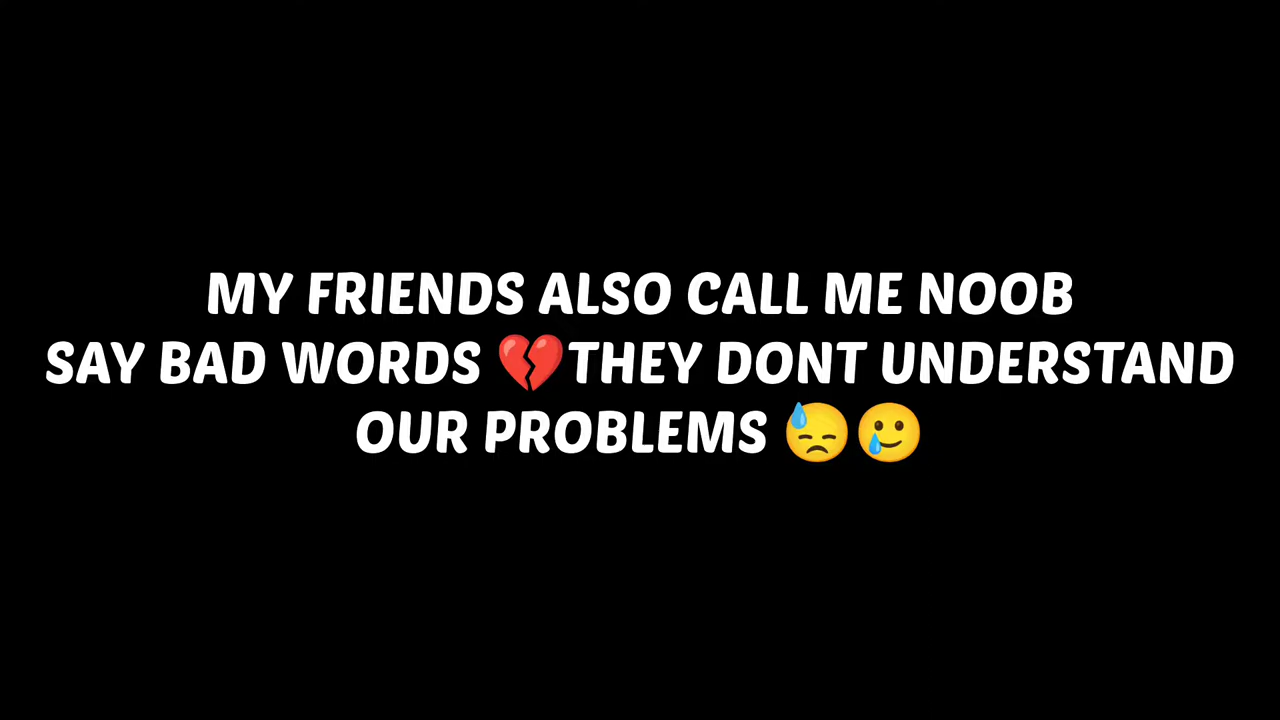 MY FRIENDS ALSO CALL ME NOOB
SAY BAD WORDS 💔THEY DONT UNDERSTAND
OUR PROBLEMS 😓🥲